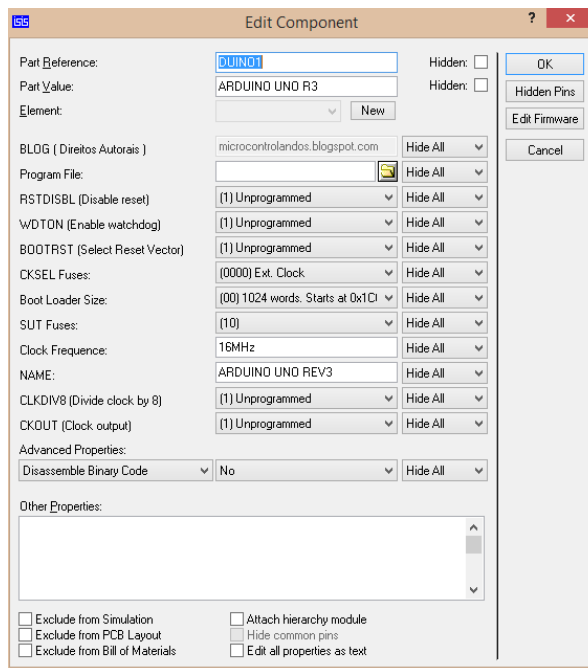 isis Edit Component ? ×
Part Reference: DUINO1 Hidden:
Part Value: ARDUINO UNO R3 Hidden:
Element: New
BLOG ( Direitos Autorais ) microcontrolandos.blogspot.com Hide All
Program File: Hide All
RSTDISBL (Disable reset) (1) Unprogrammed Hide All
WDTON (Enable watchdog) (1) Unprogrammed Hide All
BOOTRST (Select Reset Vector) (1) Unprogrammed Hide All
CKSEL Fuses: (0000) Ext. Clock Hide All
Boot Loader Size: (00) 1024 words. Starts at 0x1C Hide All
SUT Fuses: (10) Hide All
Clock Frequence: 16MHz Hide All
NAME: ARDUINO UNO REV3 Hide All
CLKDIV8 (Divide clock by 8) (1) Unprogrammed Hide All
CKOUT (Clock output) (1) Unprogrammed Hide All
Advanced Properties:
Disassemble Binary Code No Hide All
Other Properties:
Exclude from Simulation Attach hierarchy module
Exclude from PCB Layout Hide common pins
Exclude from Bill of Materials Edit all properties as text
OK
Hidden Pins
Edit Firmware
Cancel